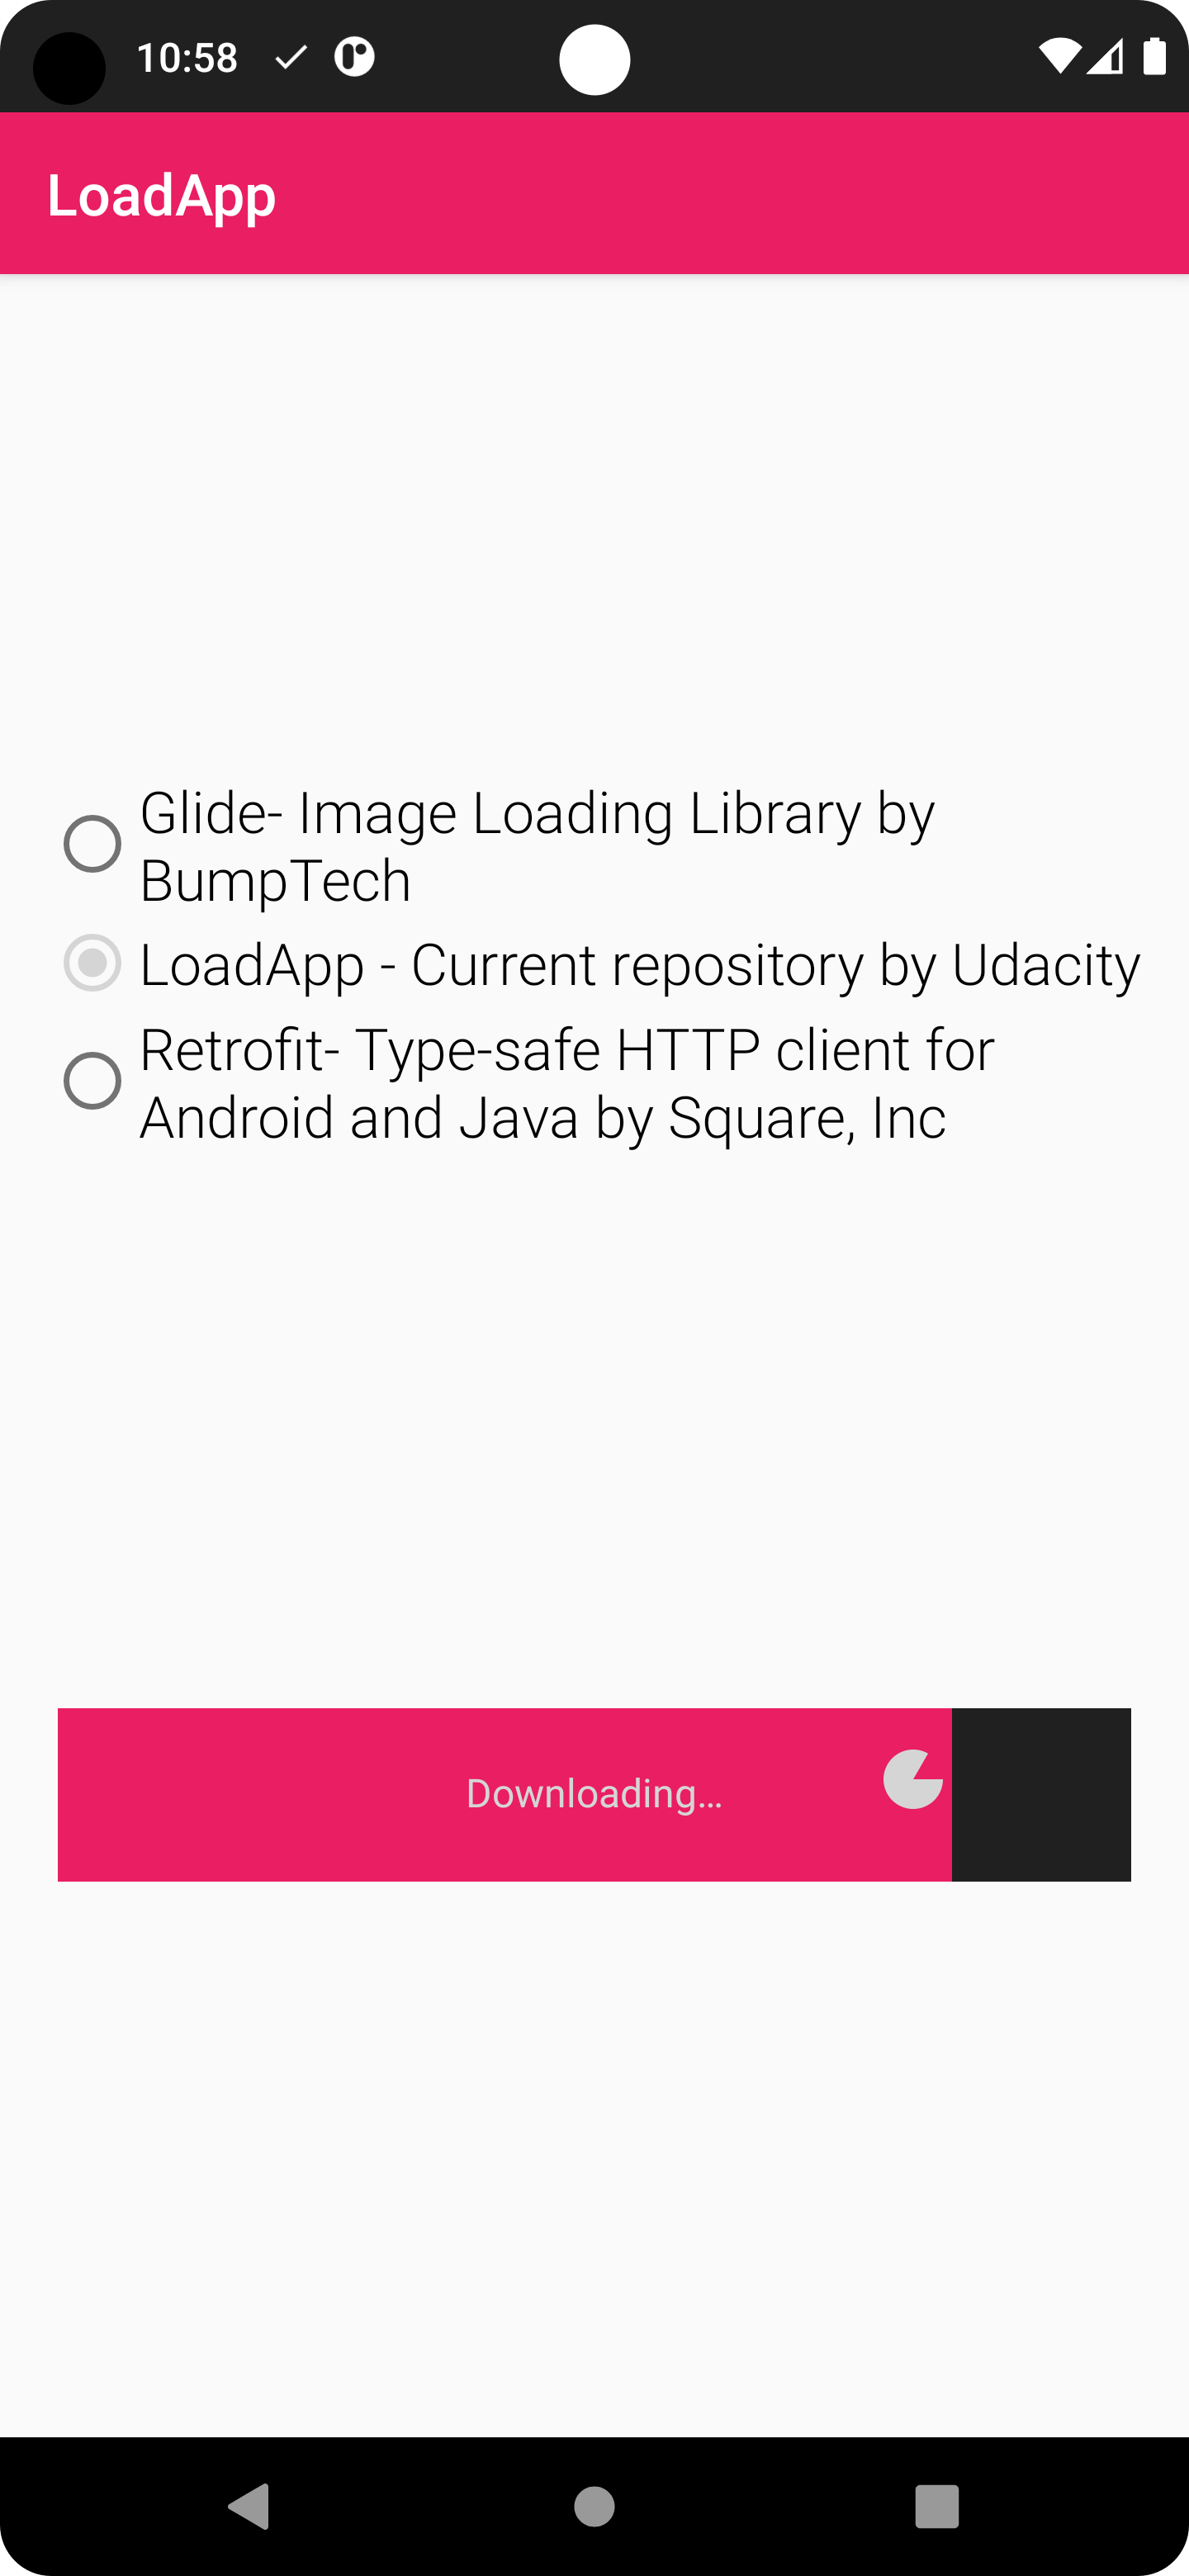 10:58
LoadApp
Glide- Image Loading Library by
BumpTech
LoadApp - Current repository by Udacity
Retrofit- Type-safe HTTP client for
Android and Java by Square, Inc
Downloading...